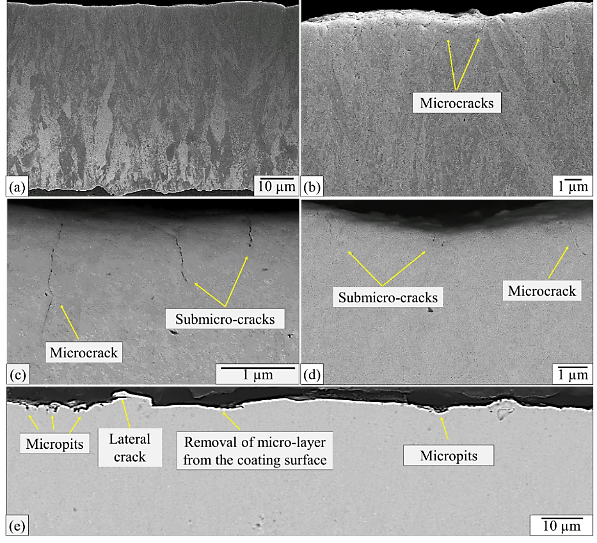 (a)
10 µm
Microcracks
(b)
1 µm
Submicro-cracks
Microcrack
(c)
1 µm
Submicro-cracks
Microcrack
(d)
1 µm
Micropits
Lateral
crack
Removal of micro-layer
from the coating surface
Micropits
(e)
10 µm